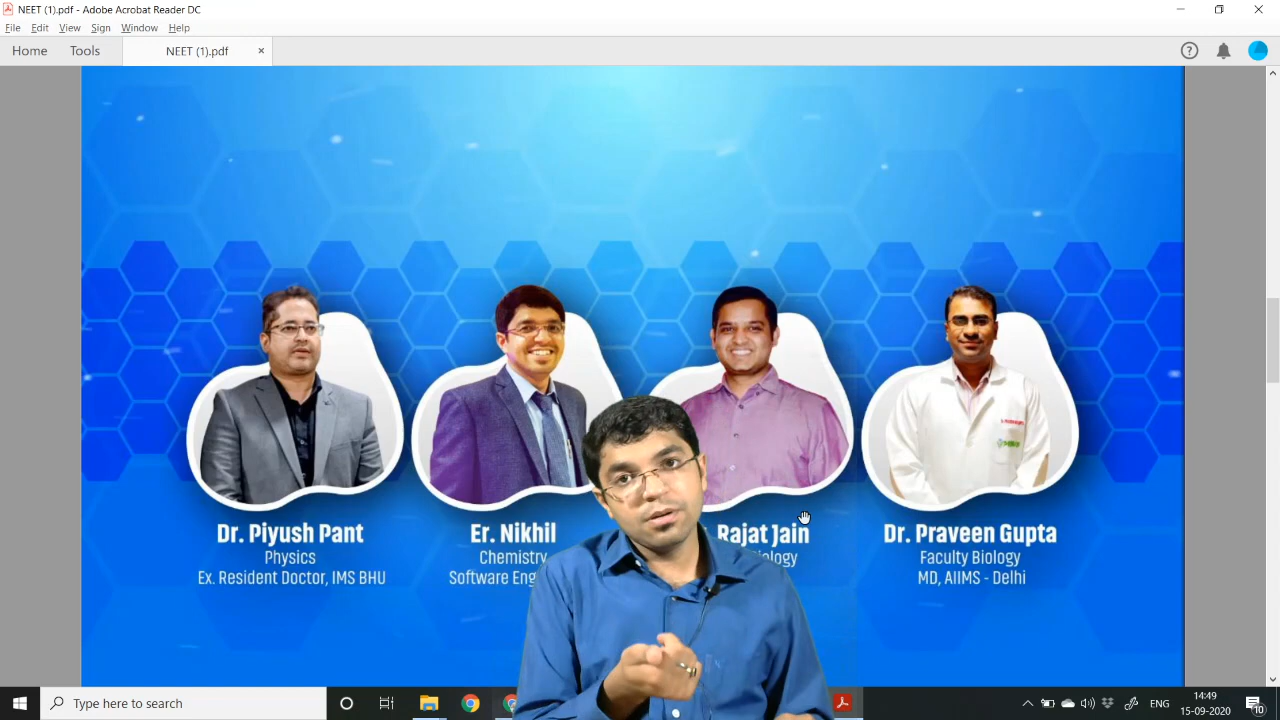 NEET (1).pdf - Adobe Acrobat Reader DC
File Edit View Sign Window Help
Home Tools NEET (1).pdf ×
Dr. Piyush Pant
Physics
Ex. Resident Doctor, IMS BHU
Er. Nikhil
Chemistry
Software
Rajat Jain
Dr. Praveen Gupta
Faculty Biology
MD, AIIMS - Delhi
Type here to search
ENG
14:49
15-09-2020
10